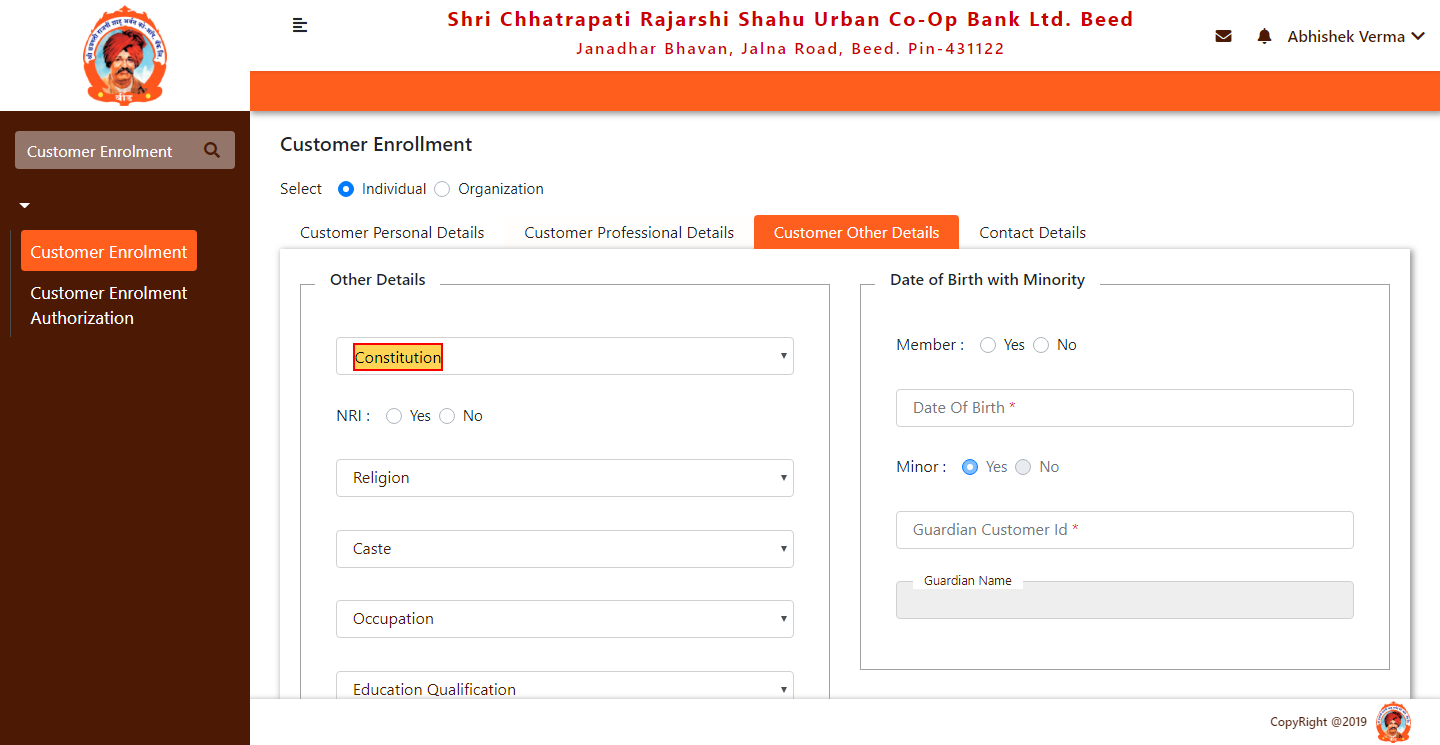 Shri Chhatrapati Rajarshi Shahu Urban Co-Op Bank Ltd. Beed
Janadhar Bhavan, Jalna Road, Beed. Pin-431122
Abhishek Verma
बीड
Customer Enrolment
Customer Enrolment
Customer Enrolment
Authorization
Customer Enrollment
Select Individual Organization
Customer Personal Details Customer Professional Details Customer Other Details Contact Details
Other Details
Constitution
NRI : Yes No
Religion
Caste
Occupation
Education Qualification
Date of Birth with Minority
Member : Yes No
Date Of Birth *
Minor : Yes No
Guardian Customer Id *
Guardian Name
CopyRight @2019